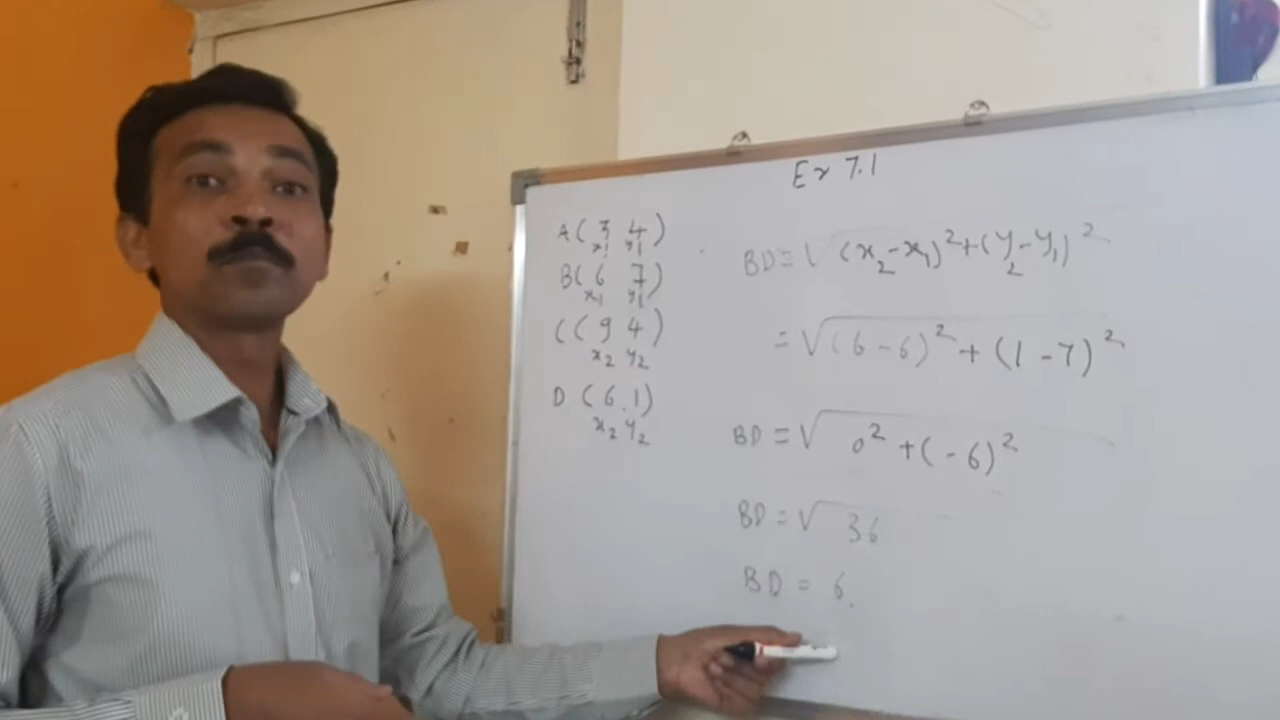 Ex 7.1
A ( 3 4 )
x1 y1
B( 6 7 )
x1 y1
C ( 9 4 )
x2 y2
D ( 6.1 )
x2 y2
BD = √(x2-x1)²+(y2-y1)²
= √(6-6)²+(1-7)²
BD = √0²+(-6)²
BD = √36
BD = 6.